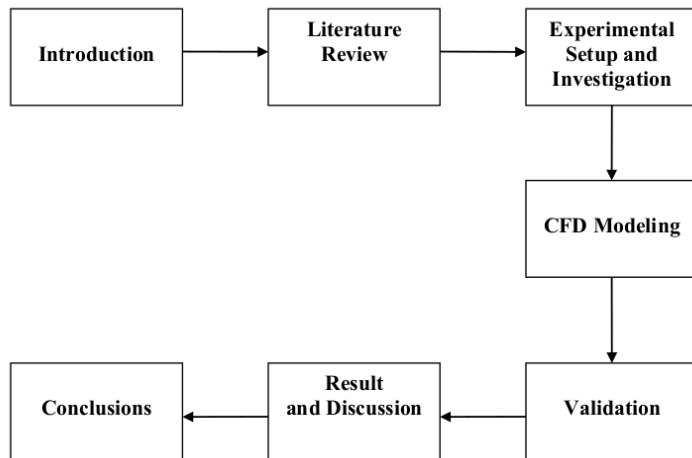 Introduction
Literature
Review
Experimental
Setup and
Investigation
CFD Modeling
Validation
Result
and Discussion
Conclusions